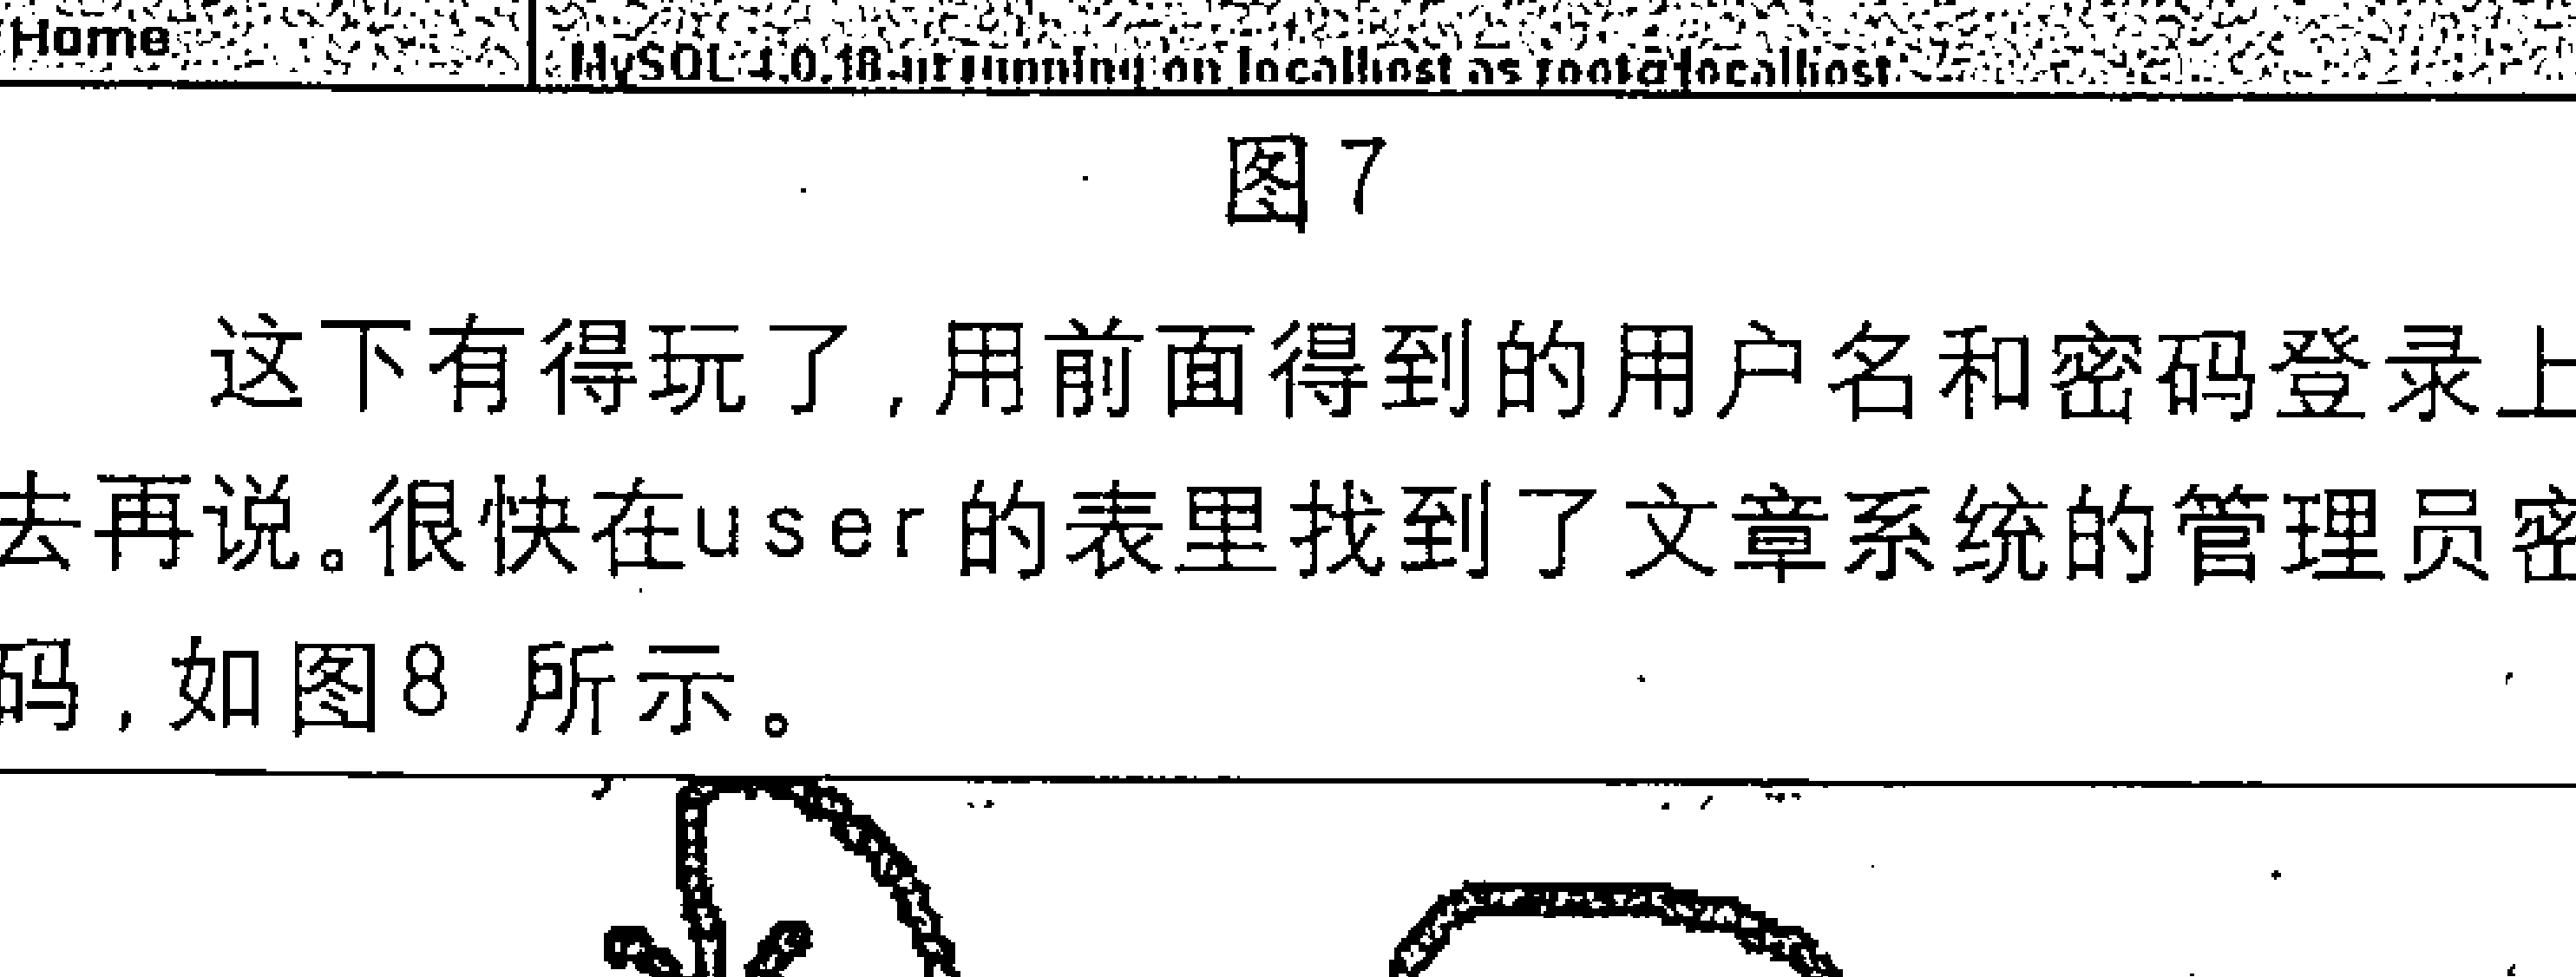 Home
MySQL 4.0.18-nt running on localhost as root@localhost
图7
这下有得玩了,用前面得到的用户名和密码登录上
去再说。很快在user的表里找到了文章系统的管理员密
码,如图8 所示。